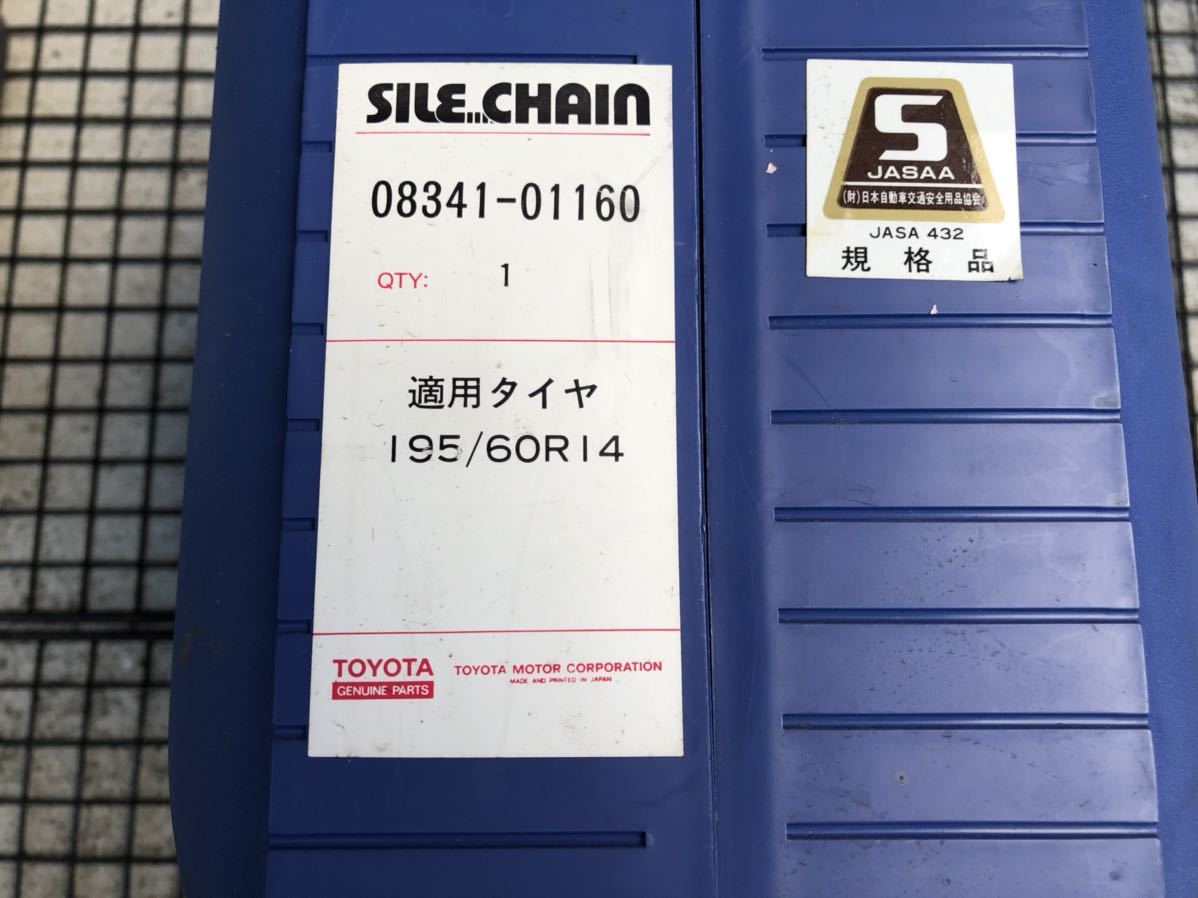 SILE...CHAIN
08341-01160
QTY: 1
適用タイヤ
195/60R14
TOYOTA
GENUINE PARTS
TOYOTA MOTOR CORPORATION
MADE AND PRINTED IN JAPAN
S
JASAA
(財)日本自動車交通安全用品協会
JASA 432
規格品